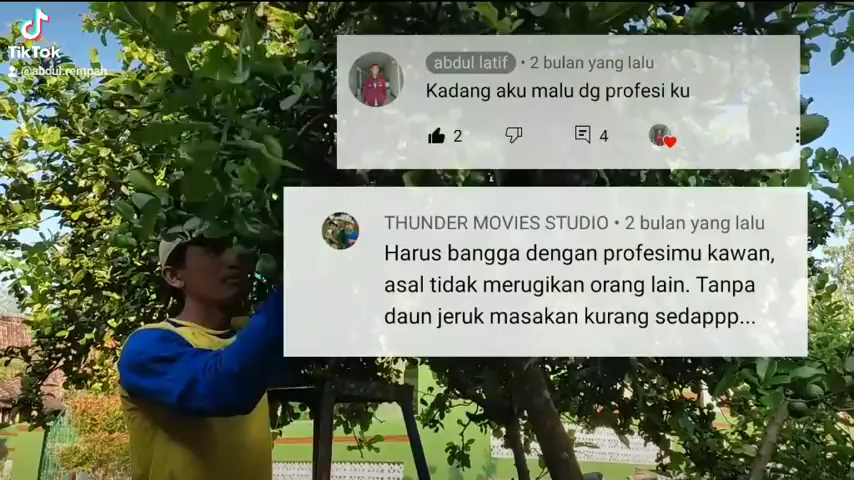 TikTok
@abdul.rempah
abdul latif • 2 bulan yang lalu
Kadang aku malu dg profesi ku
2
4
THUNDER MOVIES STUDIO • 2 bulan yang lalu
Harus bangga dengan profesimu kawan,
asal tidak merugikan orang lain. Tanpa
daun jeruk masakan kurang sedappp...